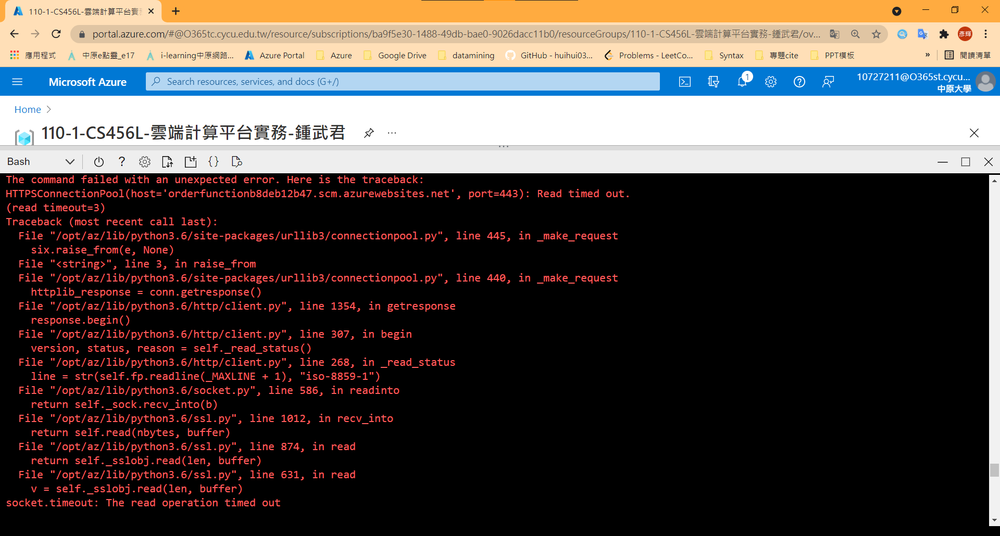 110-1-CS456L-雲端計算平台實
portal.azure.com/#@O365tc.cycu.edu.tw/resource/subscriptions/ba9f5e30-1488-49db-bae0-9026dacc11b0/resourceGroups/110-1-CS456L-雲端計算平台實務-鍾武君/ov...
彥輝
應用程式 中原e點靈_e17 i-learning中原網路... Azure Portal Azure Google Drive datamining GitHub - huihui03... Problems - LeetCo... Syntax 專題cite PPT模板 » 閱讀清單
Microsoft Azure Search resources, services, and docs (G+/) 1 10727211@O365st.cycu...
中原大學
Home >
110-1-CS456L-雲端計算平台實務-鍾武君 ...
Bash
The command failed with an unexpected error. Here is the traceback:
HTTPSConnectionPool(host='orderfunctionb8deb12b47.scm.azurewebsites.net', port=443): Read timed out.
(read timeout=3)
Traceback (most recent call last):
  File "/opt/az/lib/python3.6/site-packages/urllib3/connectionpool.py", line 445, in _make_request
    six.raise_from(e, None)
  File "<string>", line 3, in raise_from
  File "/opt/az/lib/python3.6/site-packages/urllib3/connectionpool.py", line 440, in _make_request
    httplib_response = conn.getresponse()
  File "/opt/az/lib/python3.6/http/client.py", line 1354, in getresponse
    response.begin()
  File "/opt/az/lib/python3.6/http/client.py", line 307, in begin
    version, status, reason = self._read_status()
  File "/opt/az/lib/python3.6/http/client.py", line 268, in _read_status
    line = str(self.fp.readline(_MAXLINE + 1), "iso-8859-1")
  File "/opt/az/lib/python3.6/socket.py", line 586, in readinto
    return self._sock.recv_into(b)
  File "/opt/az/lib/python3.6/ssl.py", line 1012, in recv_into
    return self.read(nbytes, buffer)
  File "/opt/az/lib/python3.6/ssl.py", line 874, in read
    return self._sslobj.read(len, buffer)
  File "/opt/az/lib/python3.6/ssl.py", line 631, in read
    v = self._sslobj.read(len, buffer)
socket.timeout: The read operation timed out